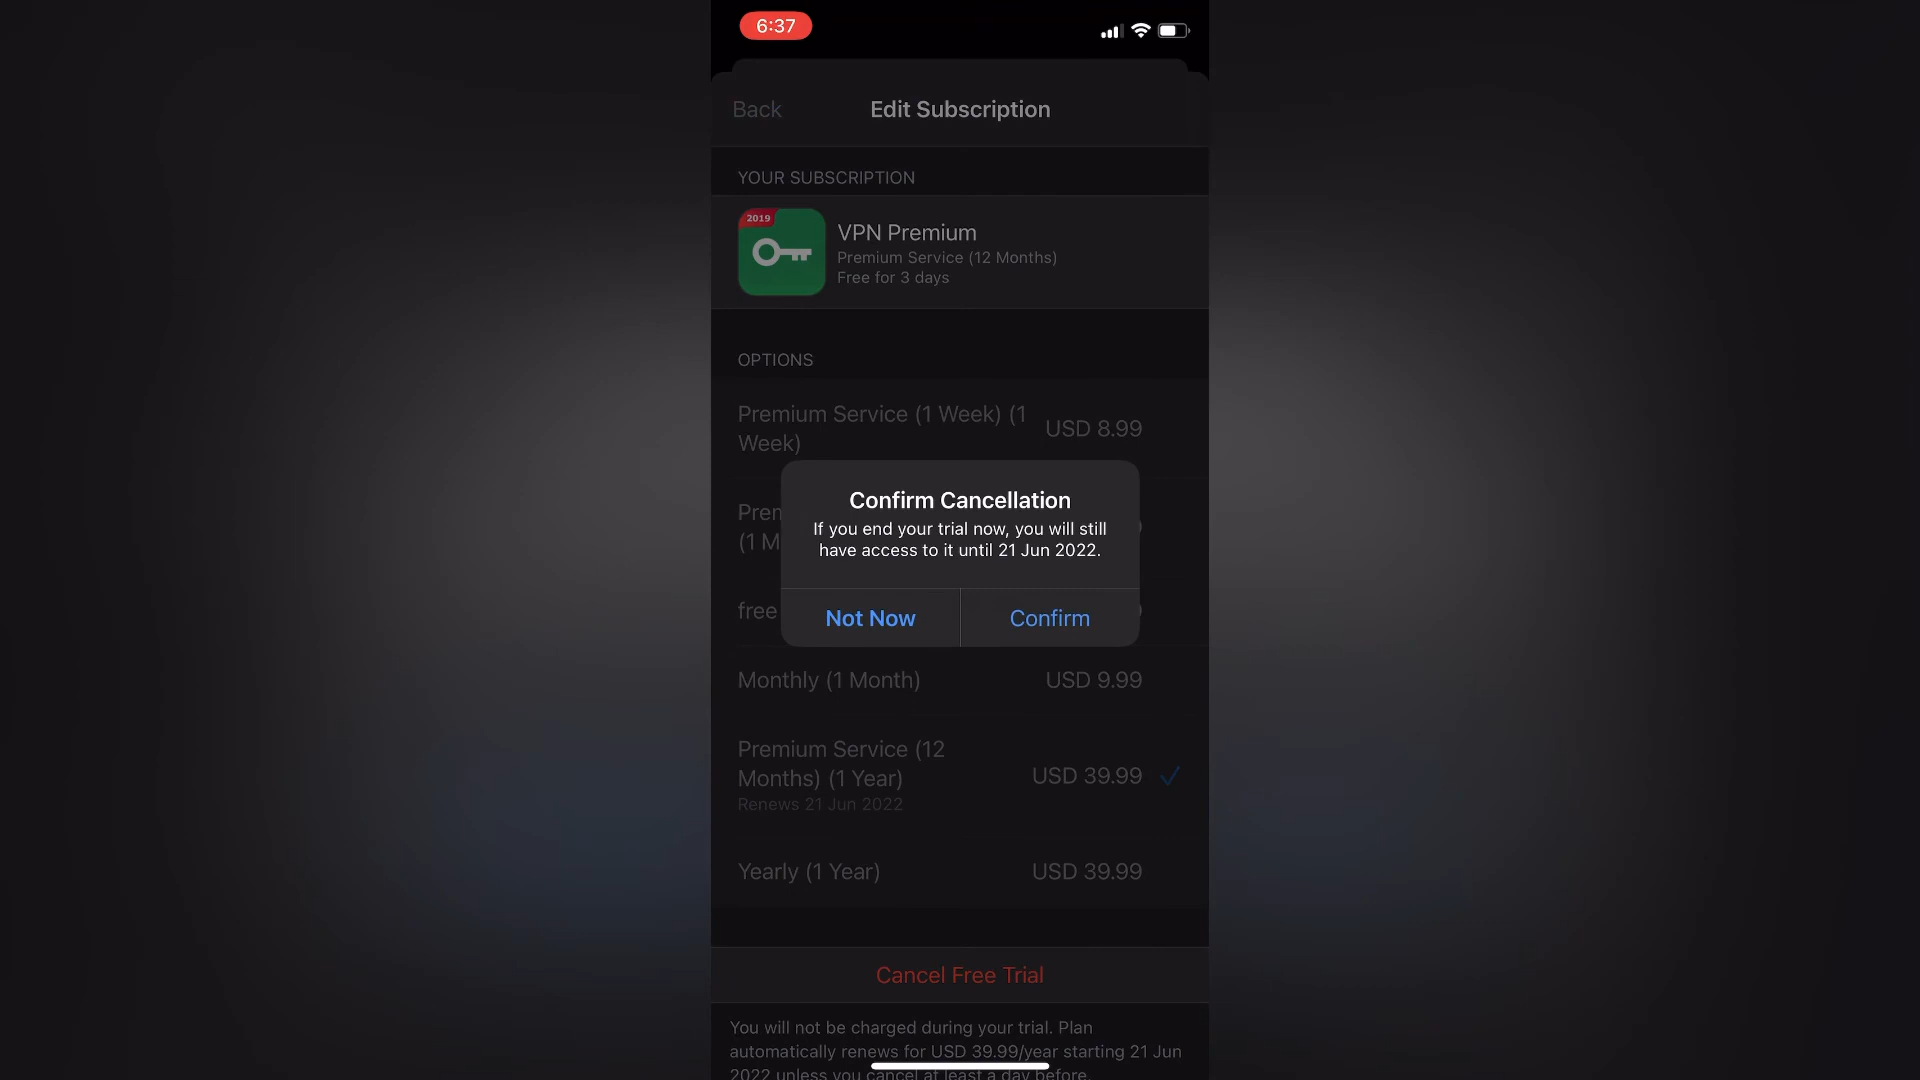 6:37
Back
Edit Subscription
YOUR SUBSCRIPTION
2019
VPN Premium
Premium Service (12 Months)
Free for 3 days
OPTIONS
Premium Service (1 Week) (1
Week)
USD 8.99
(1 M
free
Confirm Cancellation
If you end your trial now, you will still
have access to it until 21 Jun 2022.
Not Now
Confirm
Monthly (1 Month)
USD 9.99
Premium Service (12
Months) (1 Year)
Renews 21 Jun 2022
USD 39.99
Yearly (1 Year)
USD 39.99
Cancel Free Trial
You will not be charged during your trial. Plan
automatically renews for USD 39.99/year starting 21 Jun
2022 unless you cancel at least a day before.